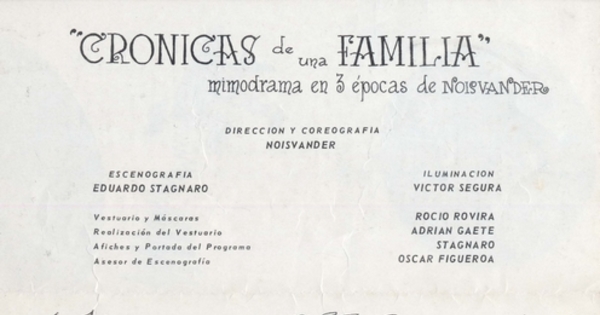 "CRONICAS de una FAMILIA"
mimodrama en 3 épocas de NOISVANDER
DIRECCION Y COREOGRAFIA
NOISVANDER
ESCENOGRAFIA ILUMINACION
EDUARDO STAGNARO VICTOR SEGURA
Vestuario y Máscaras ROCIO ROVIRA
Realización del Vestuario ADRIAN GAETE
Afiches y Portada del Programa STAGNARO
Asesor de Escenografía OSCAR FIGUEROA